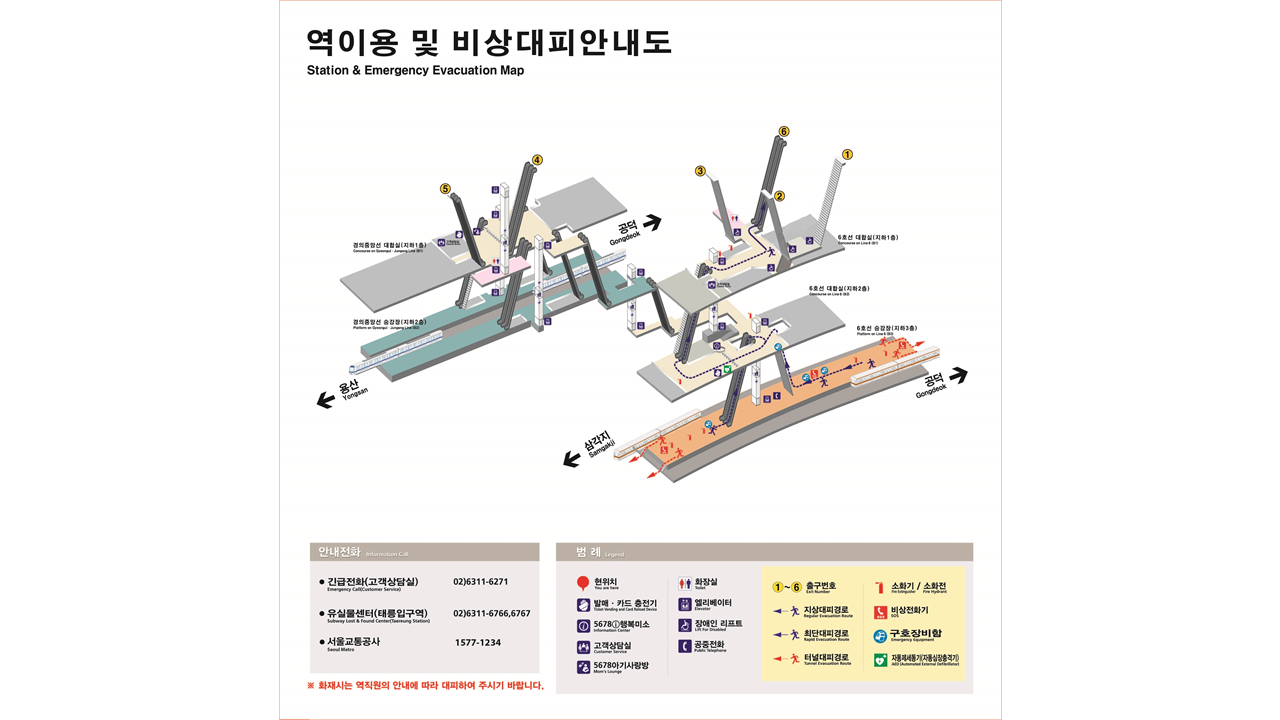 역이용 및 비상대피안내도
Station & Emergency Evacuation Map
6
1
4
3
5
2
공덕
Gongdeok
경의중앙선 대합실(지하1층)
Concourse on Gyeongui · Jungang Line (B1)
6호선 대합실(지하1층)
Concourse on Line 6 (B1)
6호선 대합실(지하2층)
Concourse on Line 6 (B2)
경의중앙선 승강장(지하2층)
Platform on Gyeongui · Jungang Line (B2)
6호선 승강장(지하3층)
Platform on Line 6 (B3)
용산
Yongsan
공덕
Gongdeok
삼각지
Samgakji
안내전화 Information Call
● 긴급전화(고객상담실) 02)6311-6271
Emergency Call(Customer Service)
● 유실물센터(태릉입구역) 02)6311-6766,6767
Subway Lost & Found Center(Taereung Station)
● 서울교통공사 1577-1234
Seoul Metro
※ 화재시는 역직원의 안내에 따라 대피하여 주시기 바랍니다.
범 례 Legend
현위치
You are here
발매 · 카드 충전기
Ticket Vending and Card Reload Device
5678ⓘ행복미소
Information Center
고객상담실
Customer Service
5678아기사랑방
Mom's Lounge
화장실
Toilet
엘리베이터
Elevator
장애인 리프트
Lift For Disabled
공중전화
Public Telephone
1 ~ 6 출구번호
Exit Number
지상대피경로
Regular Evacuation Route
최단대피경로
Rapid Evacuation Route
터널대피경로
Tunnel Evacuation Route
소화기 / 소화전
Fire Extinguisher Fire Hydrant
비상전화기
SOS
구호장비함
Emergency Equipment
자동제세동기(자동심장충격기)
AED (Automated External Defibrillator)